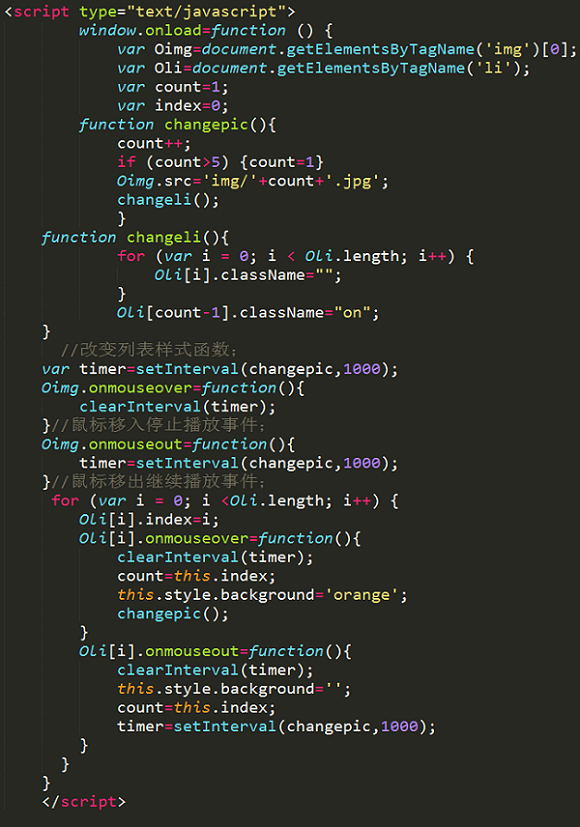 <script type="text/javascript">
window.onload=function () {
var Oimg=document.getElementsByTagName('img')[0];
var Oli=document.getElementsByTagName('li');
var count=1;
var index=0;
function changepic(){
count++;
if (count>5) {count=1}
Oimg.src='img/'+count+'.jpg';
changeli();
}
function changeli(){
for (var i = 0; i < Oli.length; i++) {
Oli[i].className="";
}
Oli[count-1].className="on";
}
//改变列表样式函数;
var timer=setInterval(changepic,1000);
Oimg.onmouseover=function(){
clearInterval(timer);
}//鼠标移入停止播放事件;
Oimg.onmouseout=function(){
timer=setInterval(changepic,1000);
}//鼠标移出继续播放事件;
for (var i = 0; i <Oli.length; i++) {
Oli[i].index=i;
Oli[i].onmouseover=function(){
clearInterval(timer);
count=this.index;
this.style.background='orange';
changepic();
}
Oli[i].onmouseout=function(){
clearInterval(timer);
this.style.background='';
count=this.index;
timer=setInterval(changepic,1000);
}
}
}
</script>